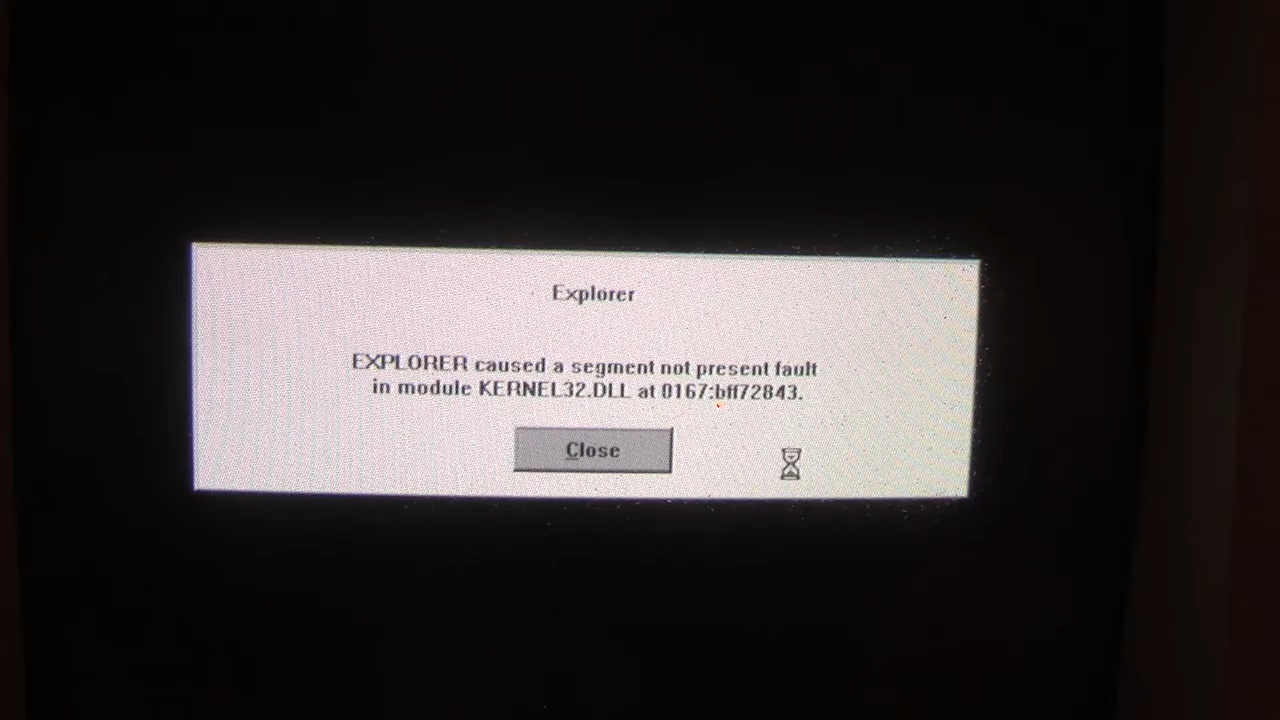 Explorer
EXPLORER caused a segment not present fault
in module KERNEL32.DLL at 0167:bff72843.
Close